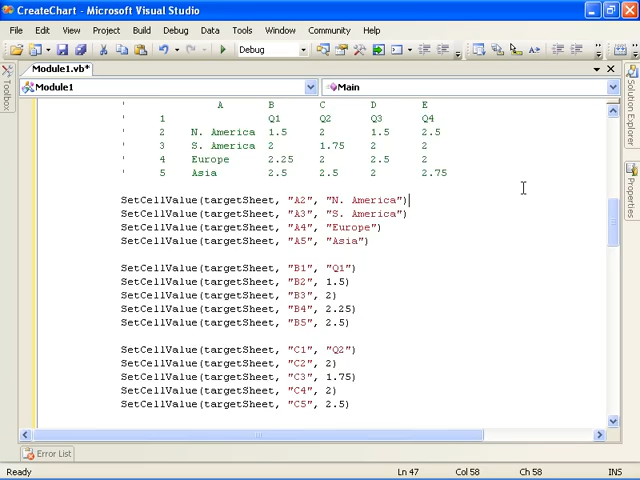 CreateChart - Microsoft Visual Studio
File Edit View Project Build Debug Data Tools Window Community Help
Debug
Module1.vb*
Module1 Main
' A B C D E
' 1 Q1 Q2 Q3 Q4
' 2 N. America 1.5 2 1.5 2.5
' 3 S. America 2 1.75 2 2
' 4 Europe 2.25 2 2.5 2
' 5 Asia 2.5 2.5 2 2.75
SetCellValue(targetSheet, "A2", "N. America")
SetCellValue(targetSheet, "A3", "S. America")
SetCellValue(targetSheet, "A4", "Europe")
SetCellValue(targetSheet, "A5", "Asia")
SetCellValue(targetSheet, "B1", "Q1")
SetCellValue(targetSheet, "B2", 1.5)
SetCellValue(targetSheet, "B3", 2)
SetCellValue(targetSheet, "B4", 2.25)
SetCellValue(targetSheet, "B5", 2.5)
SetCellValue(targetSheet, "C1", "Q2")
SetCellValue(targetSheet, "C2", 2)
SetCellValue(targetSheet, "C3", 1.75)
SetCellValue(targetSheet, "C4", 2)
SetCellValue(targetSheet, "C5", 2.5)
Toolbox
Solution Explorer
Properties
Error List
Ready Ln 47 Col 58 Ch 58 INS